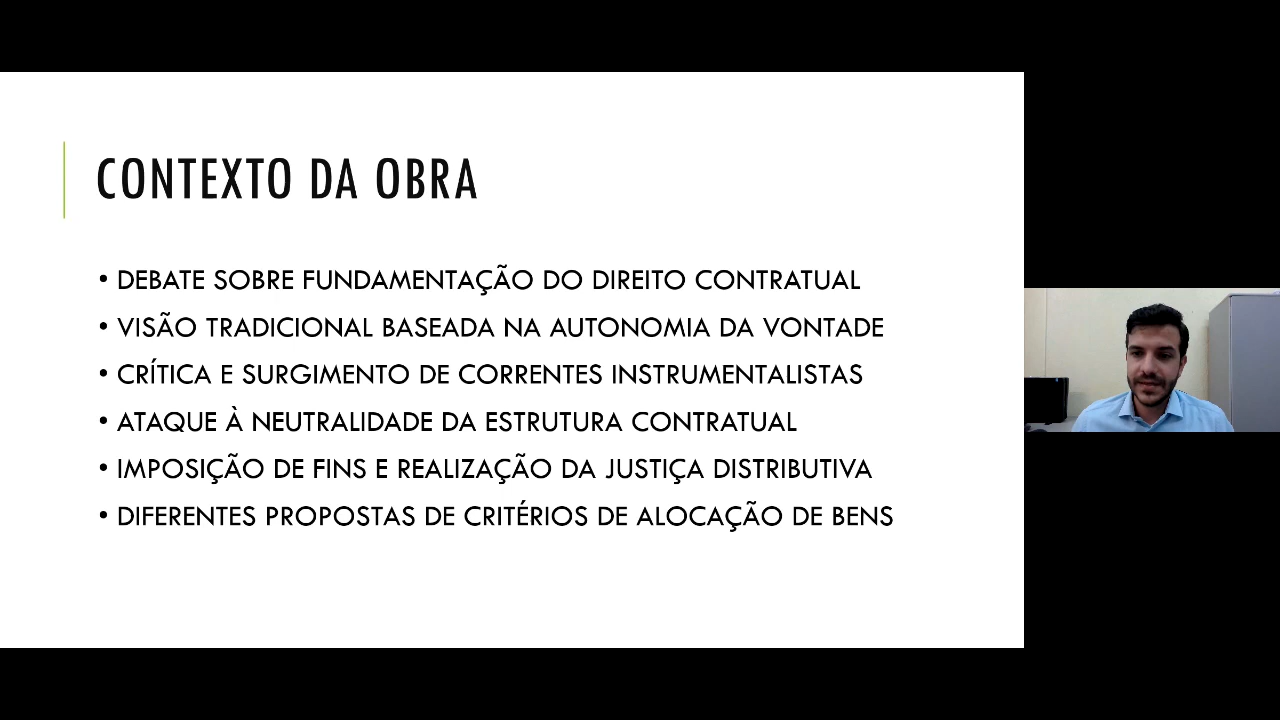 CONTEXTO DA OBRA
• DEBATE SOBRE FUNDAMENTAÇÃO DO DIREITO CONTRATUAL
• VISÃO TRADICIONAL BASEADA NA AUTONOMIA DA VONTADE
• CRÍTICA E SURGIMENTO DE CORRENTES INSTRUMENTALISTAS
• ATAQUE À NEUTRALIDADE DA ESTRUTURA CONTRATUAL
• IMPOSIÇÃO DE FINS E REALIZAÇÃO DA JUSTIÇA DISTRIBUTIVA
• DIFERENTES PROPOSTAS DE CRITÉRIOS DE ALOCAÇÃO DE BENS